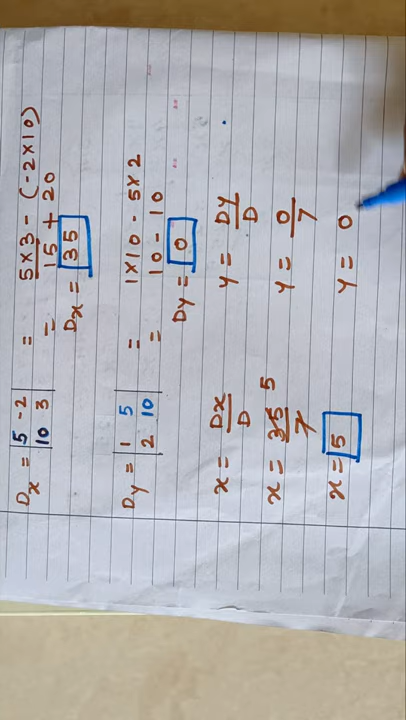 Dx = | 5 -2 | = 5 x 3 - (-2 x 10)
| 10 3 | = 15 + 20
Dx = 35
Dy = | 1 5 | = 1 x 10 - 5 x 2
| 2 10 | = 10 - 10
Dy = 0
x = Dx/D y = Dy/D
x = 35/7 5 y = 0/7
x = 5 y = 0